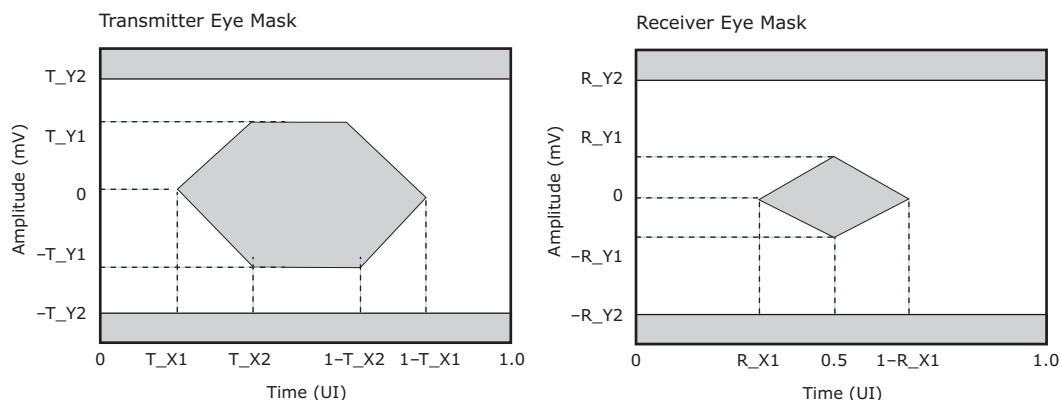 Transmitter Eye Mask
T_Y2
T_Y1
0
–T_Y1
–T_Y2
Amplitude (mV)
0 T_X1 T_X2 1–T_X2 1–T_X1 1.0
Time (UI)
Receiver Eye Mask
R_Y2
R_Y1
0
–R_Y1
–R_Y2
Amplitude (mV)
0 R_X1 0.5 1–R_X1 1.0
Time (UI)